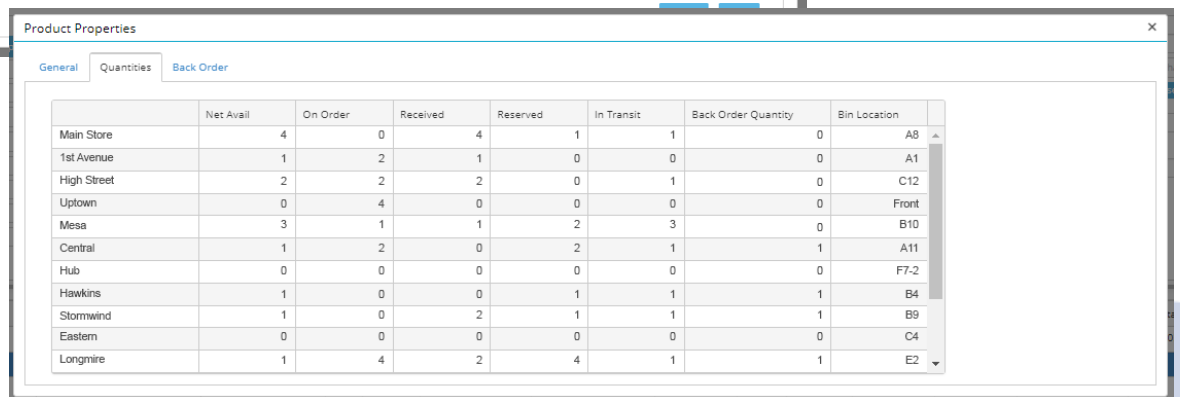 Product Properties ×
General Quantities Back Order
Net Avail On Order Received Reserved In Transit Back Order Quantity Bin Location
Main Store 4 0 4 1 1 0 A8
1st Avenue 1 2 1 0 0 0 A1
High Street 2 2 2 0 1 0 C12
Uptown 0 4 0 0 0 0 Front
Mesa 3 1 1 2 3 0 B10
Central 1 2 0 2 1 1 A11
Hub 0 0 0 0 0 0 F7-2
Hawkins 1 0 0 1 1 1 B4
Stormwind 1 0 2 1 1 1 B9
Eastern 0 0 0 0 0 0 C4
Longmire 1 4 2 4 1 1 E2